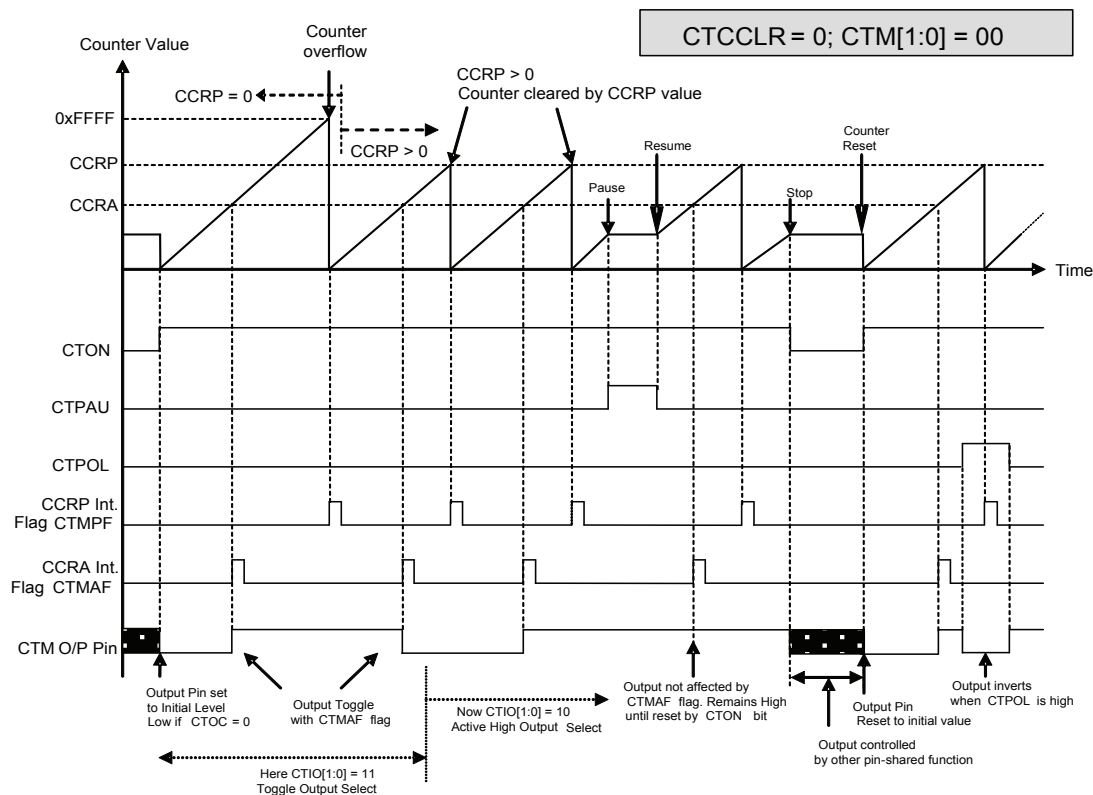 CTCCLR = 0; CTM[1:0] = 00
Counter Value
Counter
overflow
CCRP = 0
CCRP > 0
CCRP > 0
Counter cleared by CCRP value
0xFFFF
CCRP
CCRA
Pause
Resume
Stop
Counter
Reset
Time
CTON
CTPAU
CTPOL
CCRP Int.
Flag CTMPF
CCRA Int.
Flag CTMAF
CTM O/P Pin
Output Pin set
to Initial Level
Low if CTOC = 0
Output Toggle
with CTMAF flag
Now CTIO[1:0] = 10
Active High Output Select
Here CTIO[1:0] = 11
Toggle Output Select
Output not affected by
CTMAF flag. Remains High
until reset by CTON bit
Output controlled
by other pin-shared function
Output Pin
Reset to initial value
Output inverts
when CTPOL is high